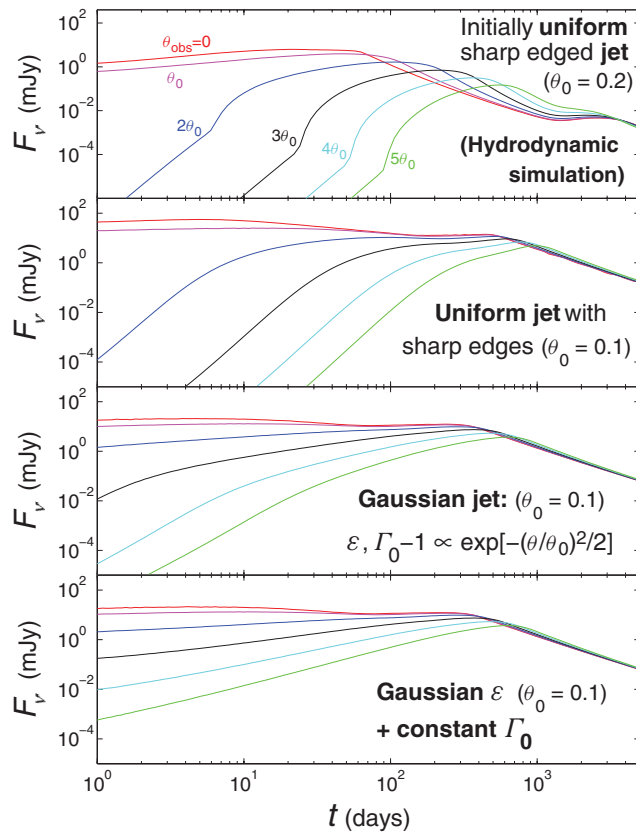 10²
10⁰
10⁻²
10⁻⁴
F_ν (mJy)
θ_obs=0
θ₀
2θ₀
3θ₀
4θ₀
5θ₀
Initially uniform
sharp edged jet
(θ₀ = 0.2)
(Hydrodynamic
simulation)
10²
10⁰
10⁻²
10⁻⁴
F_ν (mJy)
Uniform jet with
sharp edges (θ₀ = 0.1)
10²
10⁰
10⁻²
10⁻⁴
F_ν (mJy)
Gaussian jet: (θ₀ = 0.1)
ε, Γ₀−1 ∝ exp[−(θ/θ₀)²/2]
10²
10⁰
10⁻²
10⁻⁴
F_ν (mJy)
Gaussian ε (θ₀ = 0.1)
+ constant Γ₀
10⁰ 10¹ 10² 10³
t (days)